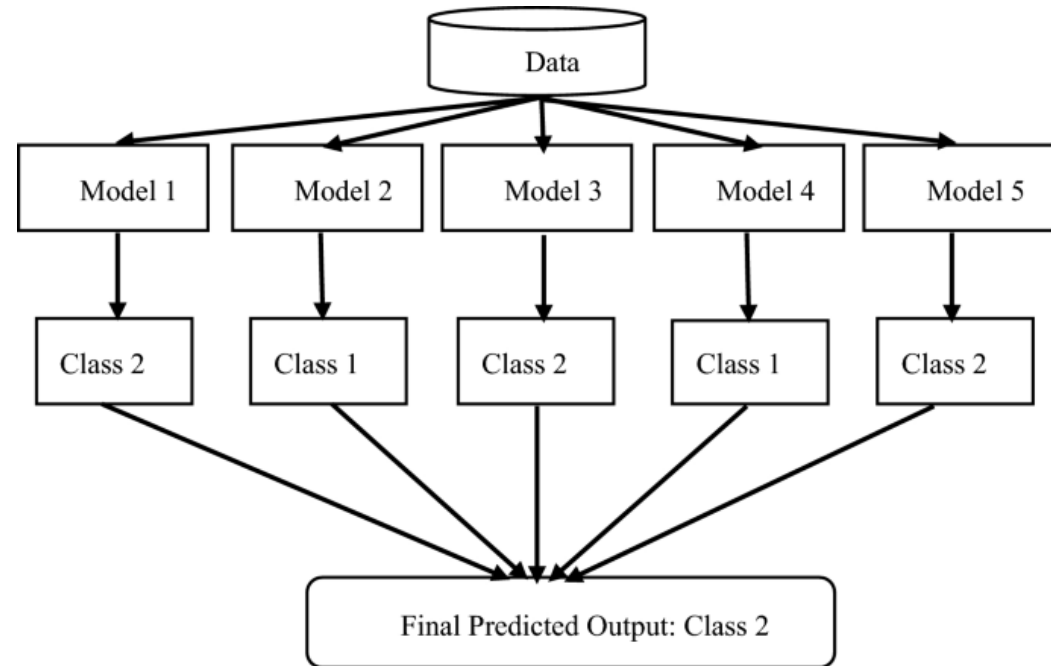 Data
Model 1
Model 2
Model 3
Model 4
Model 5
Class 2
Class 1
Class 2
Class 1
Class 2
Final Predicted Output: Class 2